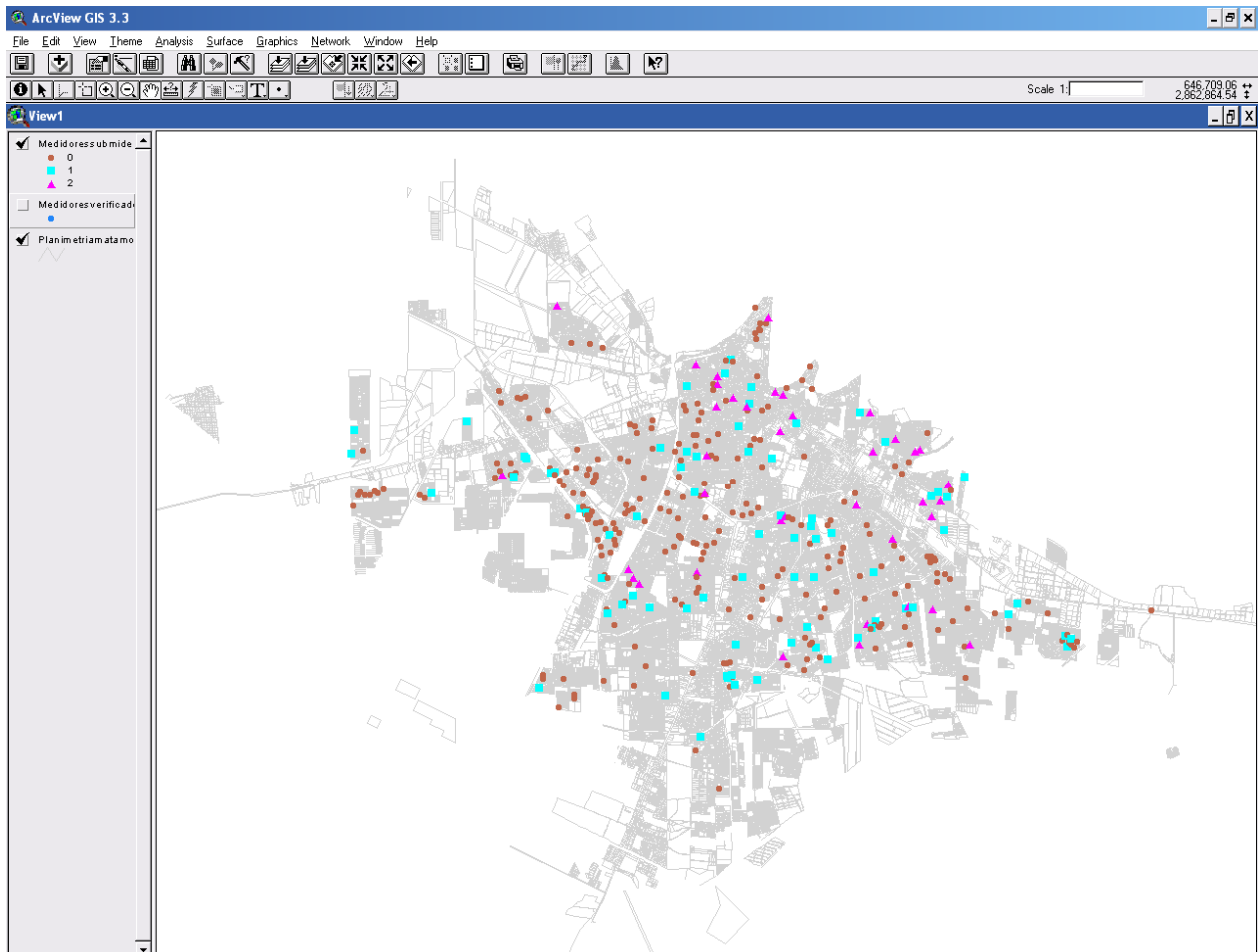 ArcView GIS 3.3
File Edit View Theme Analysis Surface Graphics Network Window Help
T
Scale 1:
646,709.06
2,862,864.54
View1
Medidoressubmide
0
1
2
Medidoresverificado
Planimetriamatamo